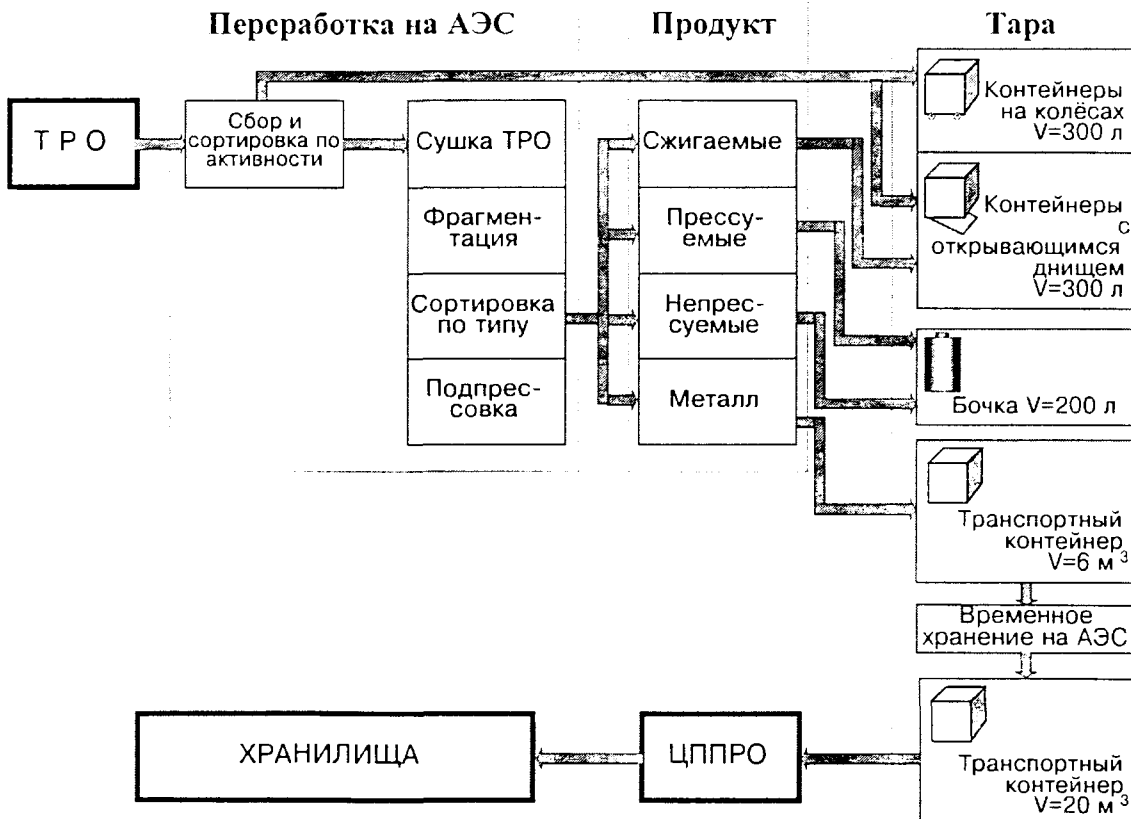 Переработка на АЭС
Продукт
Тара
Т Р О
Сбор и
сортировка по
активности
Сушка ТРО
Фрагмен-
тация
Сортировка
по типу
Подпрес-
совка
Сжигаемые
Прессу-
емые
Непрес-
суемые
Металл
Контейнеры
на колёсах
V=300 л
Контейнеры
с
открывающимся
днищем
V=300 л
Бочка V=200 л
Транспортный
контейнер
V=6 м³
Временное
хранение на АЭС
Транспортный
контейнер
V=20 м³
ЦППРО
ХРАНИЛИЩА